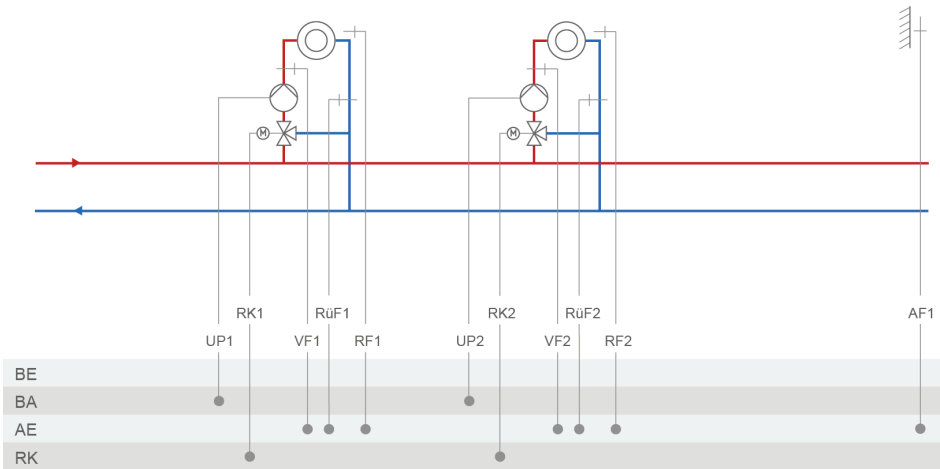 M
M
RK1 RüF1 RK2 RüF2 AF1
UP1 VF1 RF1 UP2 VF2 RF2
BE
BA
AE
RK